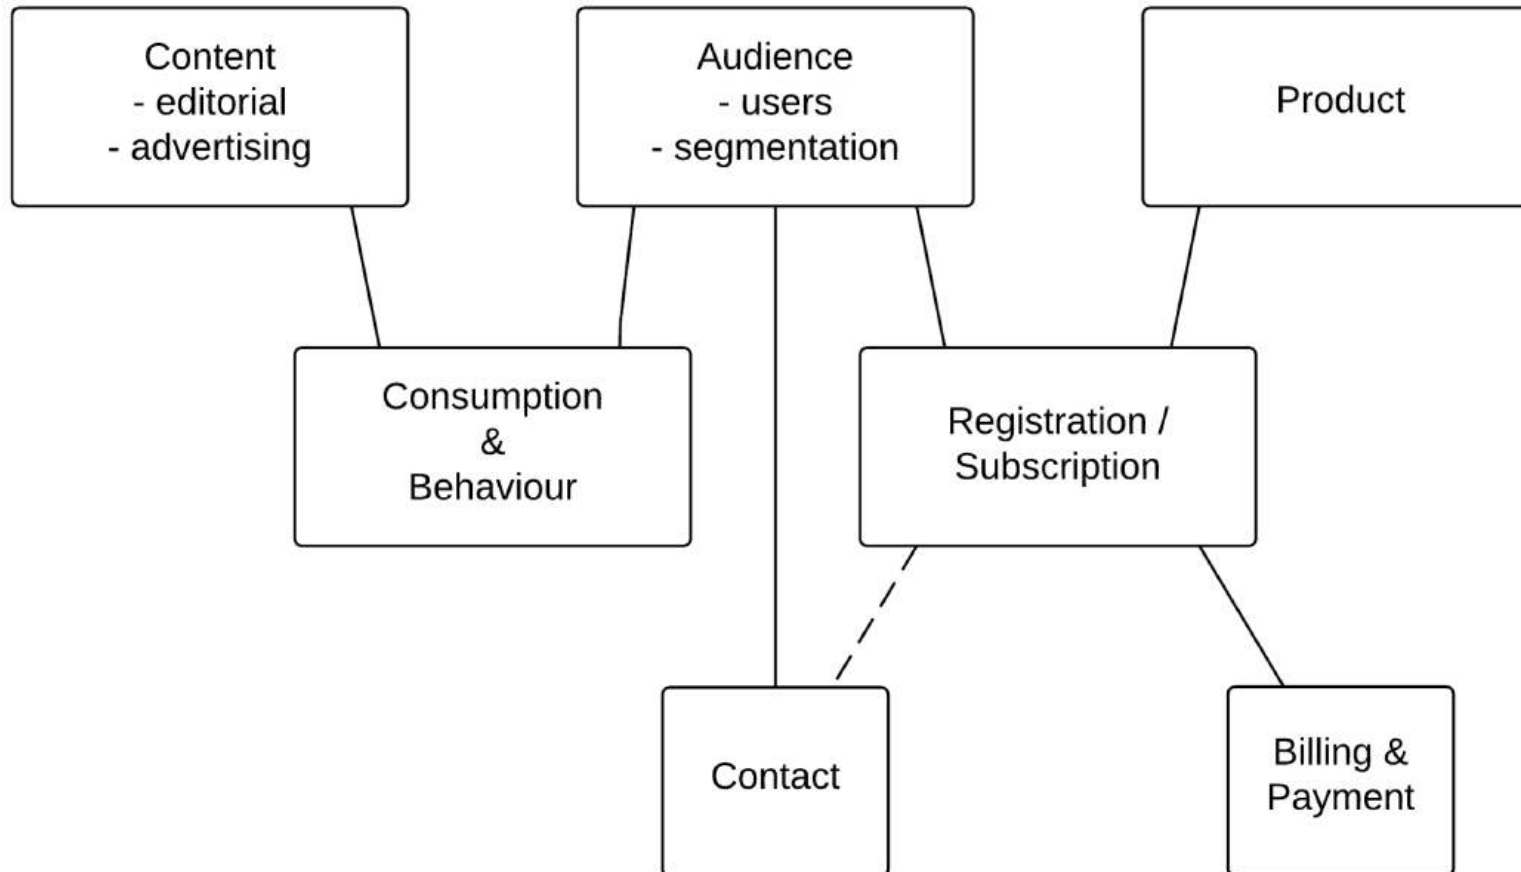 Content
- editorial
- advertising
Audience
- users
- segmentation
Product
Consumption
&
Behaviour
Registration /
Subscription
Contact
Billing &
Payment